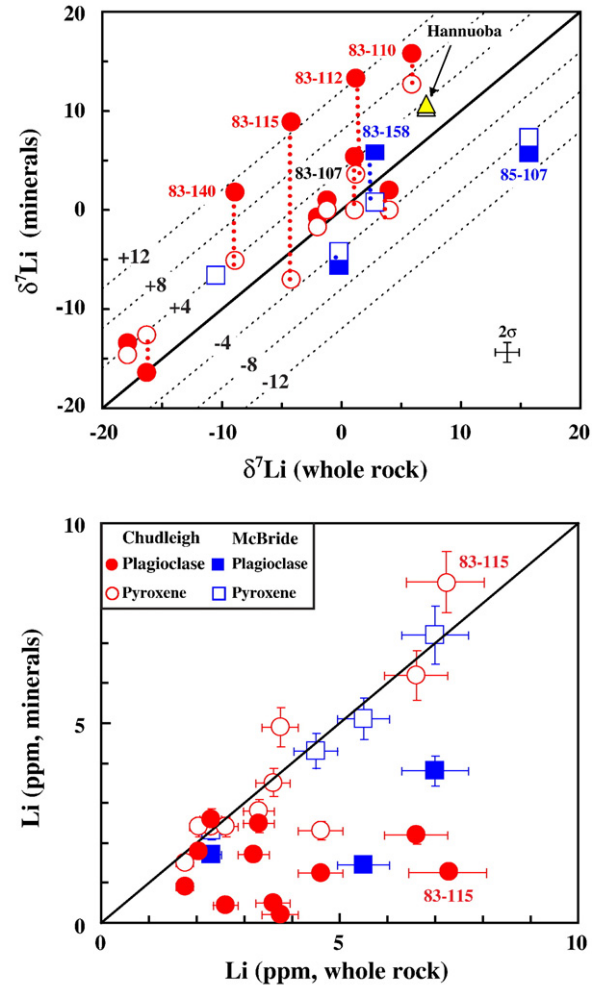 20
Hannuoba
83-110
83-112
10
83-115
83-158
83-107
85-107
83-140
δ⁷Li (minerals)
0
+12
+8
-10
+4
-4
2σ
-8
-12
-20
-20 -10 0 10 20
δ⁷Li (whole rock)
10
Chudleigh McBride
Plagioclase Plagioclase
Pyroxene Pyroxene
83-115
Li (ppm, minerals)
5
83-115
0
0 5 10
Li (ppm, whole rock)